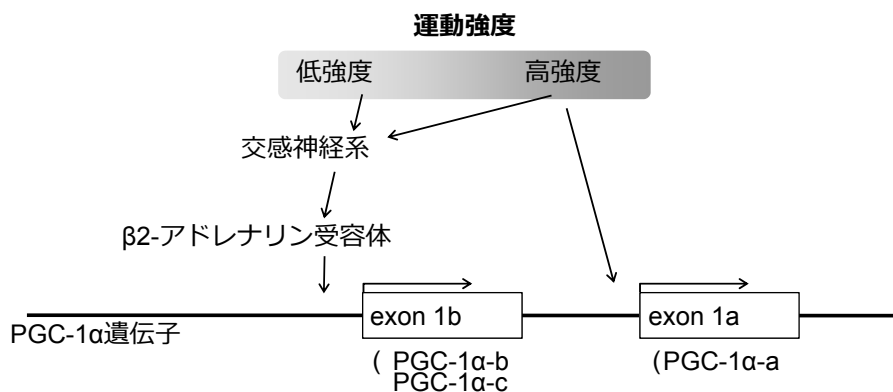 運動強度
低強度 高強度
交感神経系
β2-アドレナリン受容体
exon 1b exon 1a
PGC-1α遺伝子
( PGC-1α-b (PGC-1α-a
PGC-1α-c